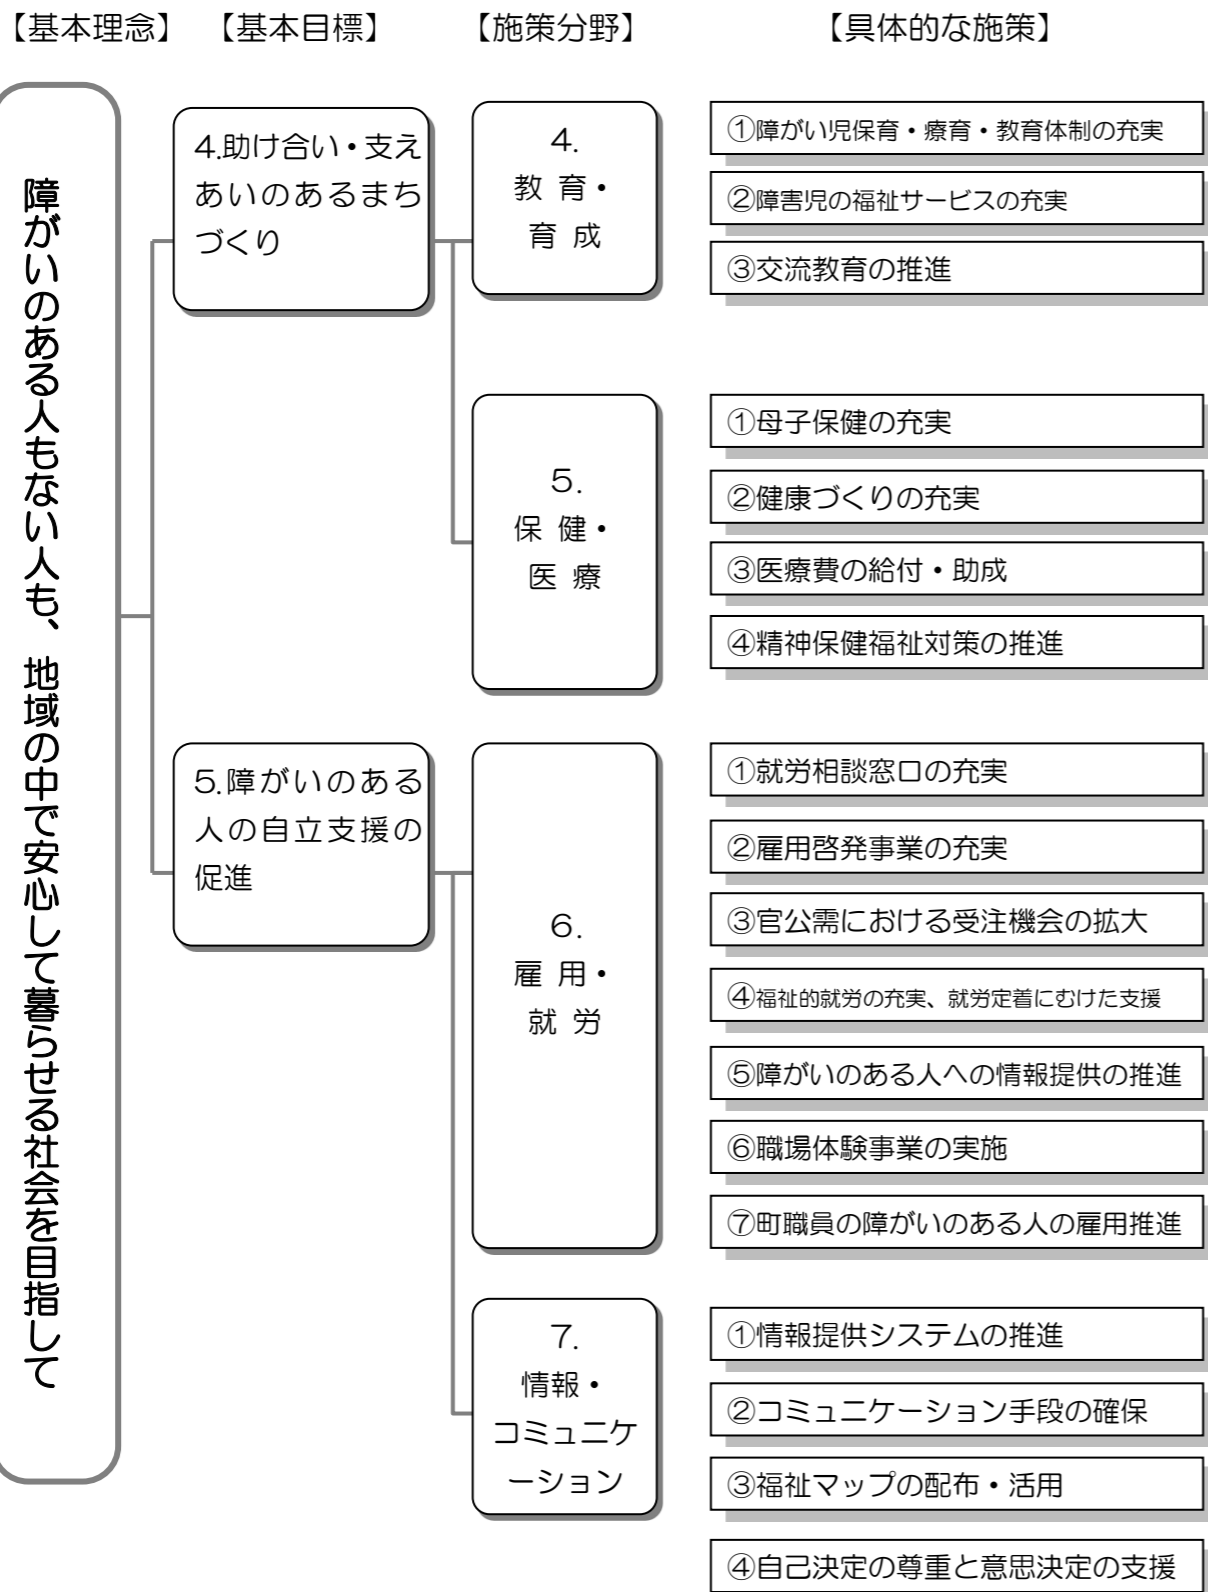 【基本理念】 【基本目標】 【施策分野】 【具体的な施策】
障がいのある人もない人も、地域の中で安心して暮らせる社会を目指して
4.助け合い・支え
あいのあるまち
づくり
4.
教 育・
育 成
①障がい児保育・療育・教育体制の充実
②障害児の福祉サービスの充実
③交流教育の推進
5.
保 健・
医 療
①母子保健の充実
②健康づくりの充実
③医療費の給付・助成
④精神保健福祉対策の推進
5.障がいのある
人の自立支援の
促進
6.
雇 用・
就 労
①就労相談窓口の充実
②雇用啓発事業の充実
③官公需における受注機会の拡大
④福祉的就労の充実、就労定着にむけた支援
⑤障がいのある人への情報提供の推進
⑥職場体験事業の実施
⑦町職員の障がいのある人の雇用推進
7.
情報・
コミュニケ
ーション
①情報提供システムの推進
②コミュニケーション手段の確保
③福祉マップの配布・活用
④自己決定の尊重と意思決定の支援